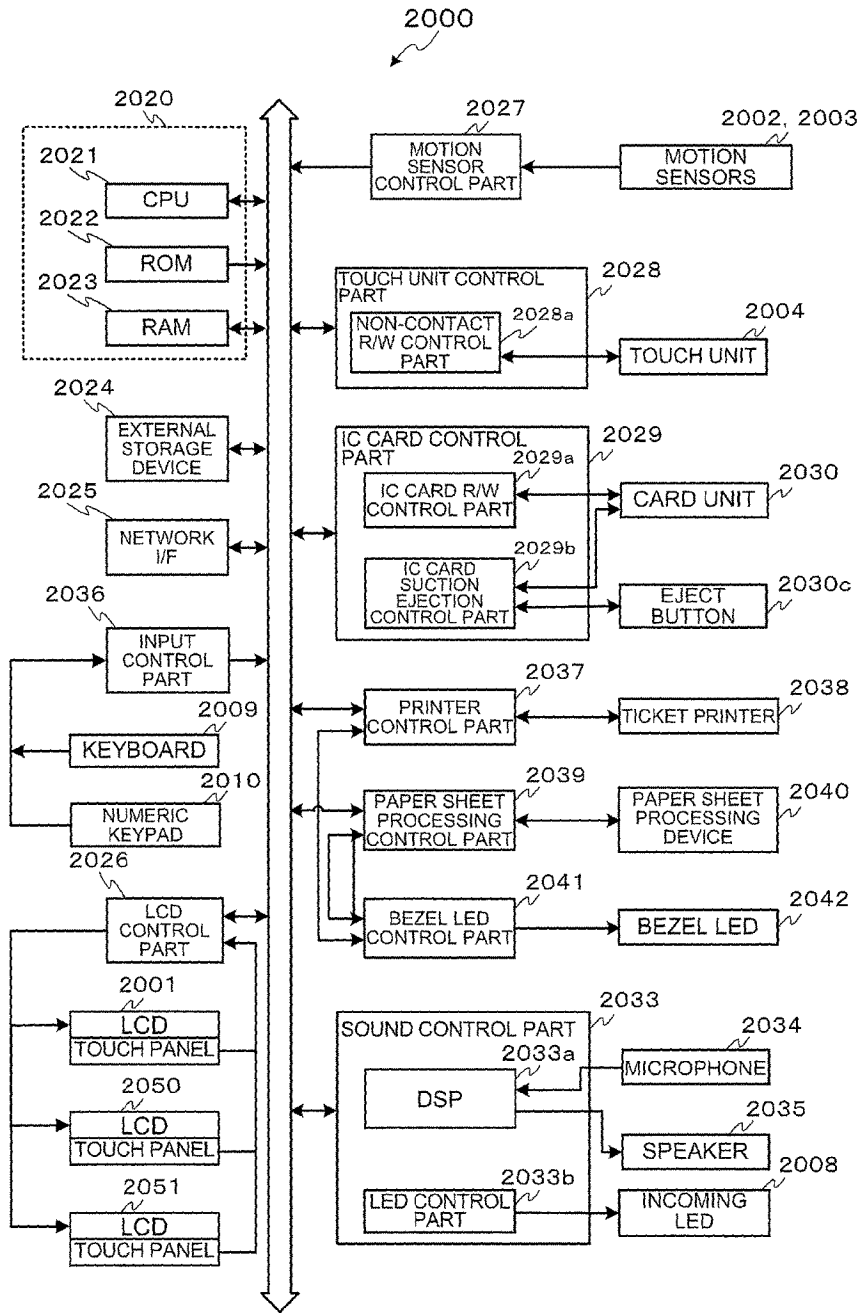 2000
2020
2021
CPU
2022
ROM
2023
RAM
2024
EXTERNAL
STORAGE
DEVICE
2025
NETWORK
I/F
2036
INPUT
CONTROL
PART
2009
KEYBOARD
2010
NUMERIC
KEYPAD
2026
LCD
CONTROL
PART
2001
LCD
TOUCH PANEL
2050
LCD
TOUCH PANEL
2051
LCD
TOUCH PANEL
2027
MOTION
SENSOR
CONTROL PART
2002, 2003
MOTION
SENSORS
2028
TOUCH UNIT CONTROL
PART
2028a
NON-CONTACT
R/W CONTROL
PART
2004
TOUCH UNIT
2029
IC CARD CONTROL
PART
2029a
IC CARD R/W
CONTROL PART
2030
CARD UNIT
2029b
IC CARD
SUCTION
EJECTION
CONTROL PART
2030c
EJECT
BUTTON
2037
PRINTER
CONTROL PART
2038
TICKET PRINTER
2039
PAPER SHEET
PROCESSING
CONTROL PART
2040
PAPER SHEET
PROCESSING
DEVICE
2041
BEZEL LED
CONTROL PART
2042
BEZEL LED
2033
SOUND CONTROL PART
2033a
DSP
2034
MICROPHONE
2035
SPEAKER
2033b
LED CONTROL
PART
2008
INCOMING
LED